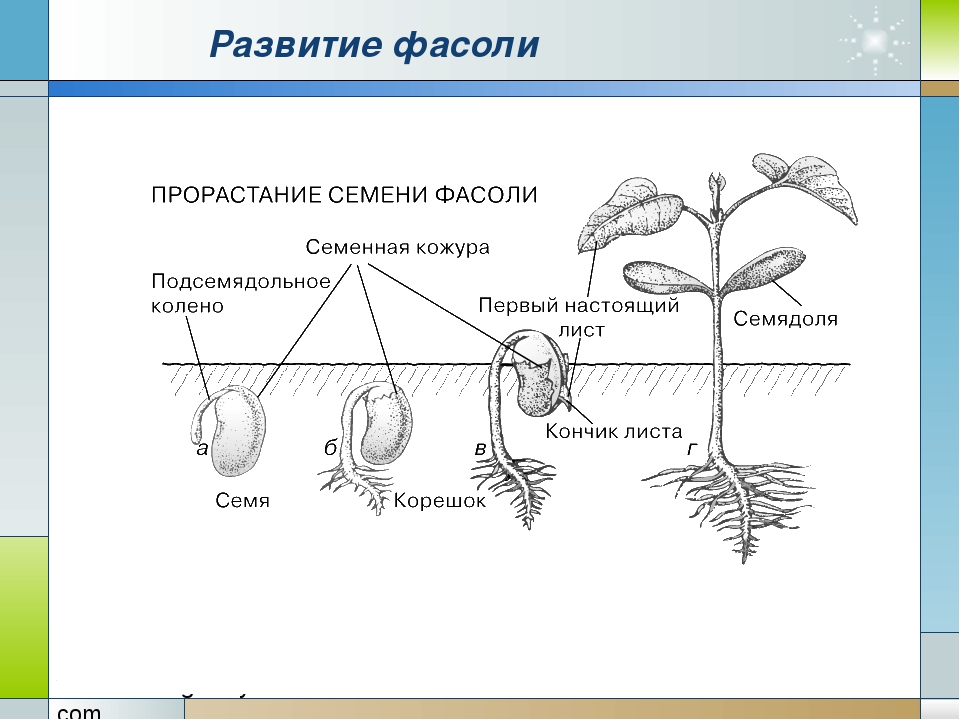 Развитие фасоли
ПРОРАСТАНИЕ СЕМЕНИ ФАСОЛИ
Семенная кожура
Подсемядольное
колено
Первый настоящий
лист
Семядоля
Кончик листа
а
б
в
г
Семя
Корешок
com